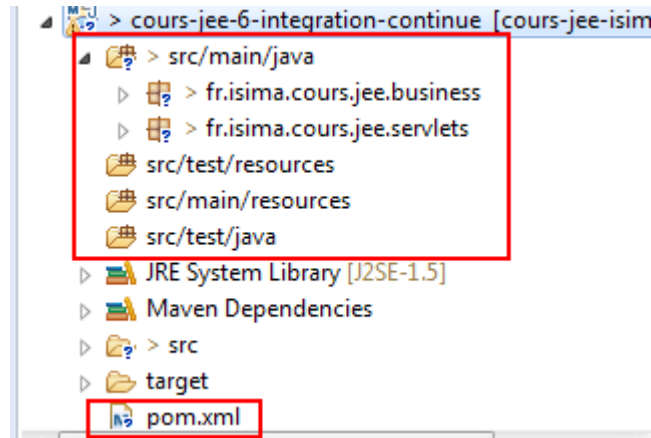 > cours-jee-6-integration-continue [cours-jee-isim
> src/main/java
> fr.isima.cours.jee.business
> fr.isima.cours.jee.servlets
src/test/resources
src/main/resources
src/test/java
JRE System Library [J2SE-1.5]
Maven Dependencies
> src
target
pom.xml